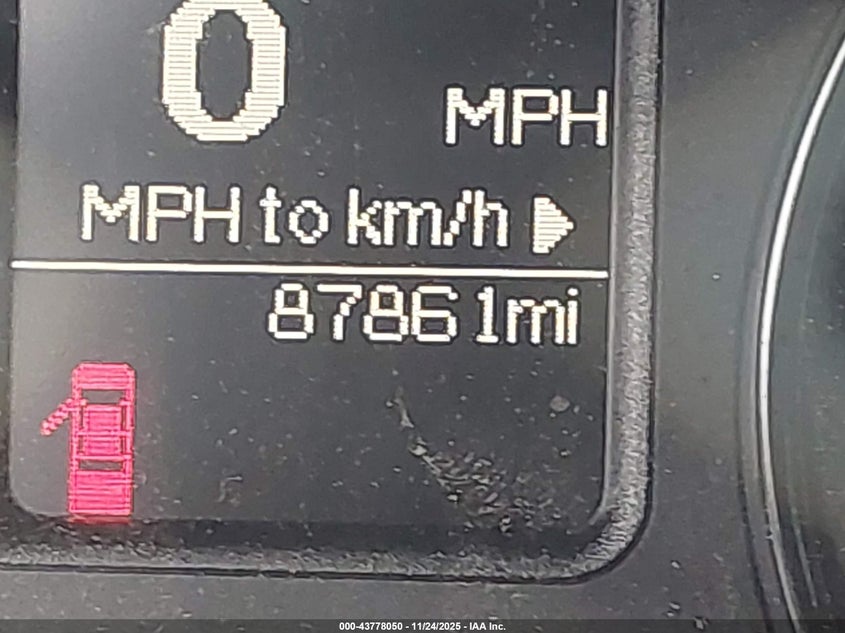 0
MPH
MPH to km/h
87861mi
000-43778050 - 11/24/2025 - IAA Inc.